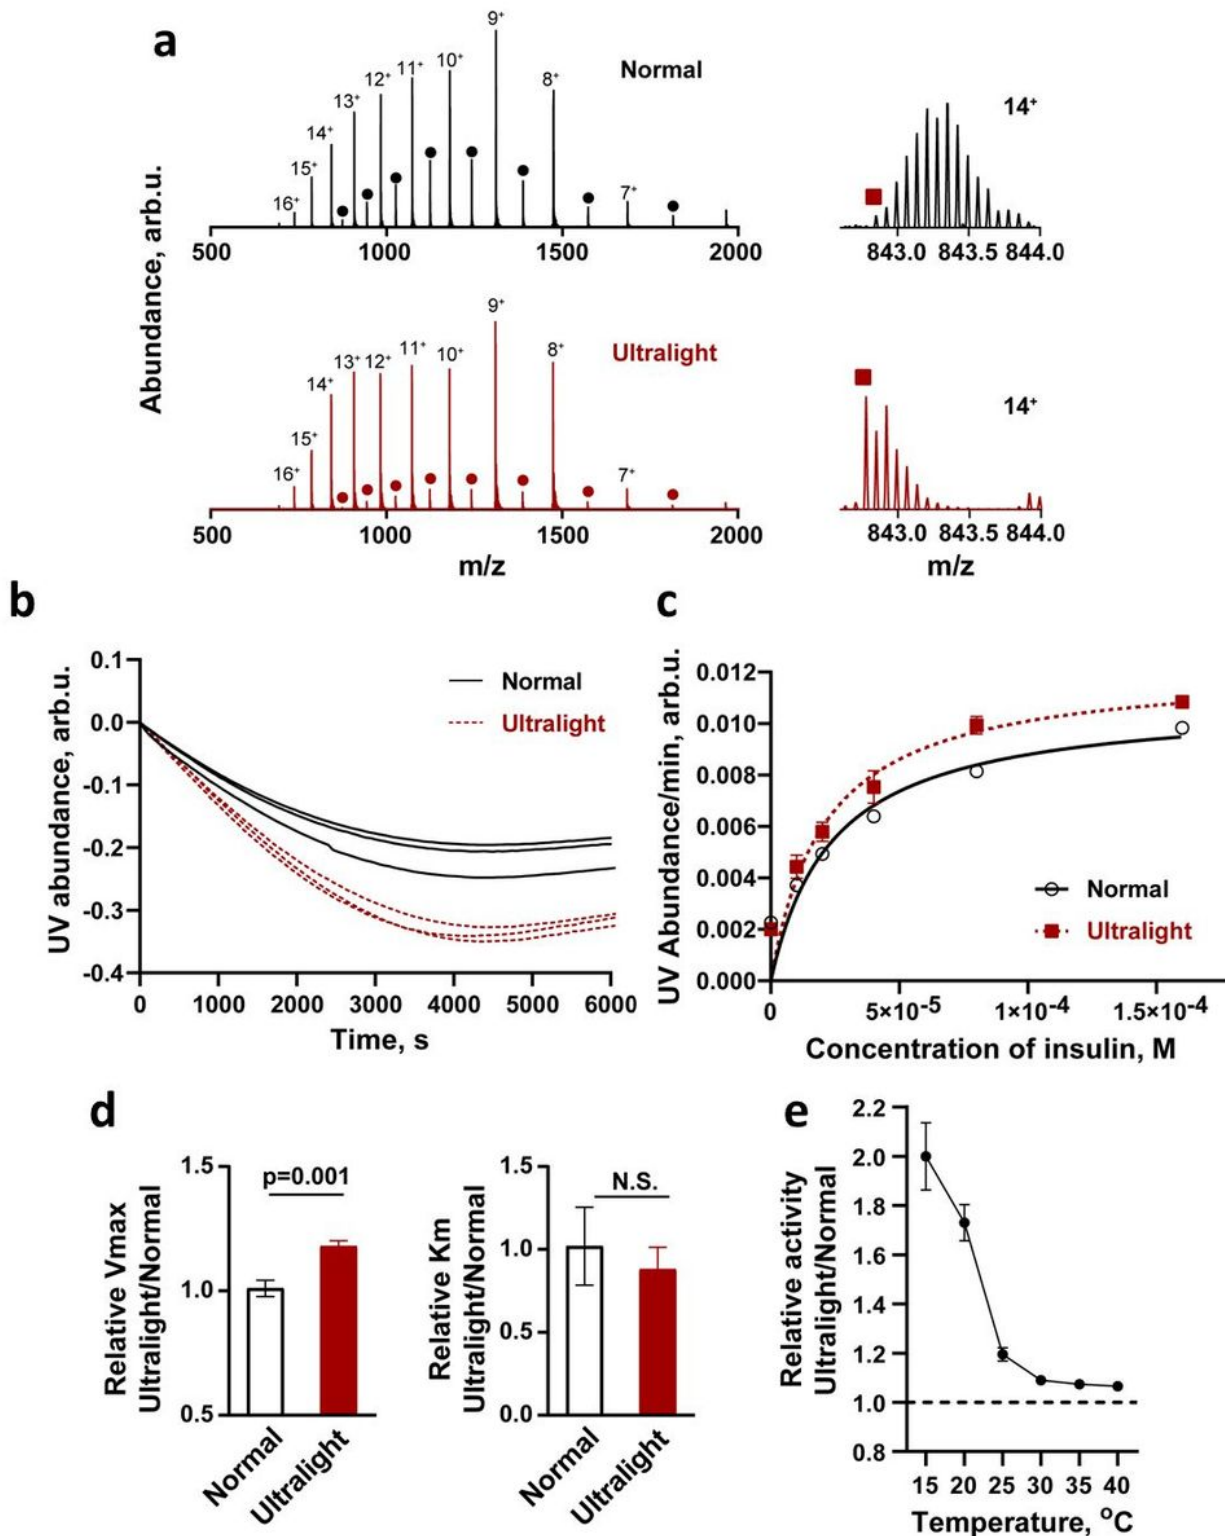 a
Abundance, arb.u.
Normal
16⁺ 15⁺ 14⁺ 13⁺ 12⁺ 11⁺ 10⁺ 9⁺ 8⁺ 7⁺
500 1000 1500 2000
14⁺
843.0 843.5 844.0
Ultralight
16⁺ 15⁺ 14⁺ 13⁺ 12⁺ 11⁺ 10⁺ 9⁺ 8⁺ 7⁺
500 1000 1500 2000
m/z
14⁺
843.0 843.5 844.0
m/z
b
UV abundance, arb.u.
0.1
0.0
-0.1
-0.2
-0.3
-0.4
Normal
Ultralight
0 1000 2000 3000 4000 5000 6000
Time, s
c
UV Abundance/min, arb.u.
0.012
0.010
0.008
0.006
0.004
0.002
0.000
Normal
Ultralight
0 5×10⁻⁵ 1×10⁻⁴ 1.5×10⁻⁴
Concentration of insulin, M
d
Relative Vmax
Ultralight/Normal
1.5
1.0
0.5
p=0.001
Normal
Ultralight
Relative Km
Ultralight/Normal
1.5
1.0
0.5
0.0
N.S.
Normal
Ultralight
e
Relative activity
Ultralight/Normal
2.2
2.0
1.8
1.6
1.4
1.2
1.0
0.8
15 20 25 30 35 40
Temperature, °C